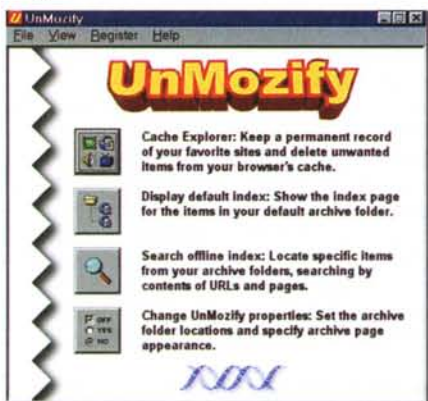 UnMozify
File View Register Help
UnMozify
Cache Explorer: Keep a permanent record
of your favorite sites and delete unwanted
items from your browser's cache.
Display default index: Show the index page
for the items in your default archive folder.
Search offline index: Locate specific items
from your archive folders, searching by
contents of URLs and pages.
OFF
YES
NO
Change UnMozify properties: Set the archive
folder locations and specify archive page
appearance.